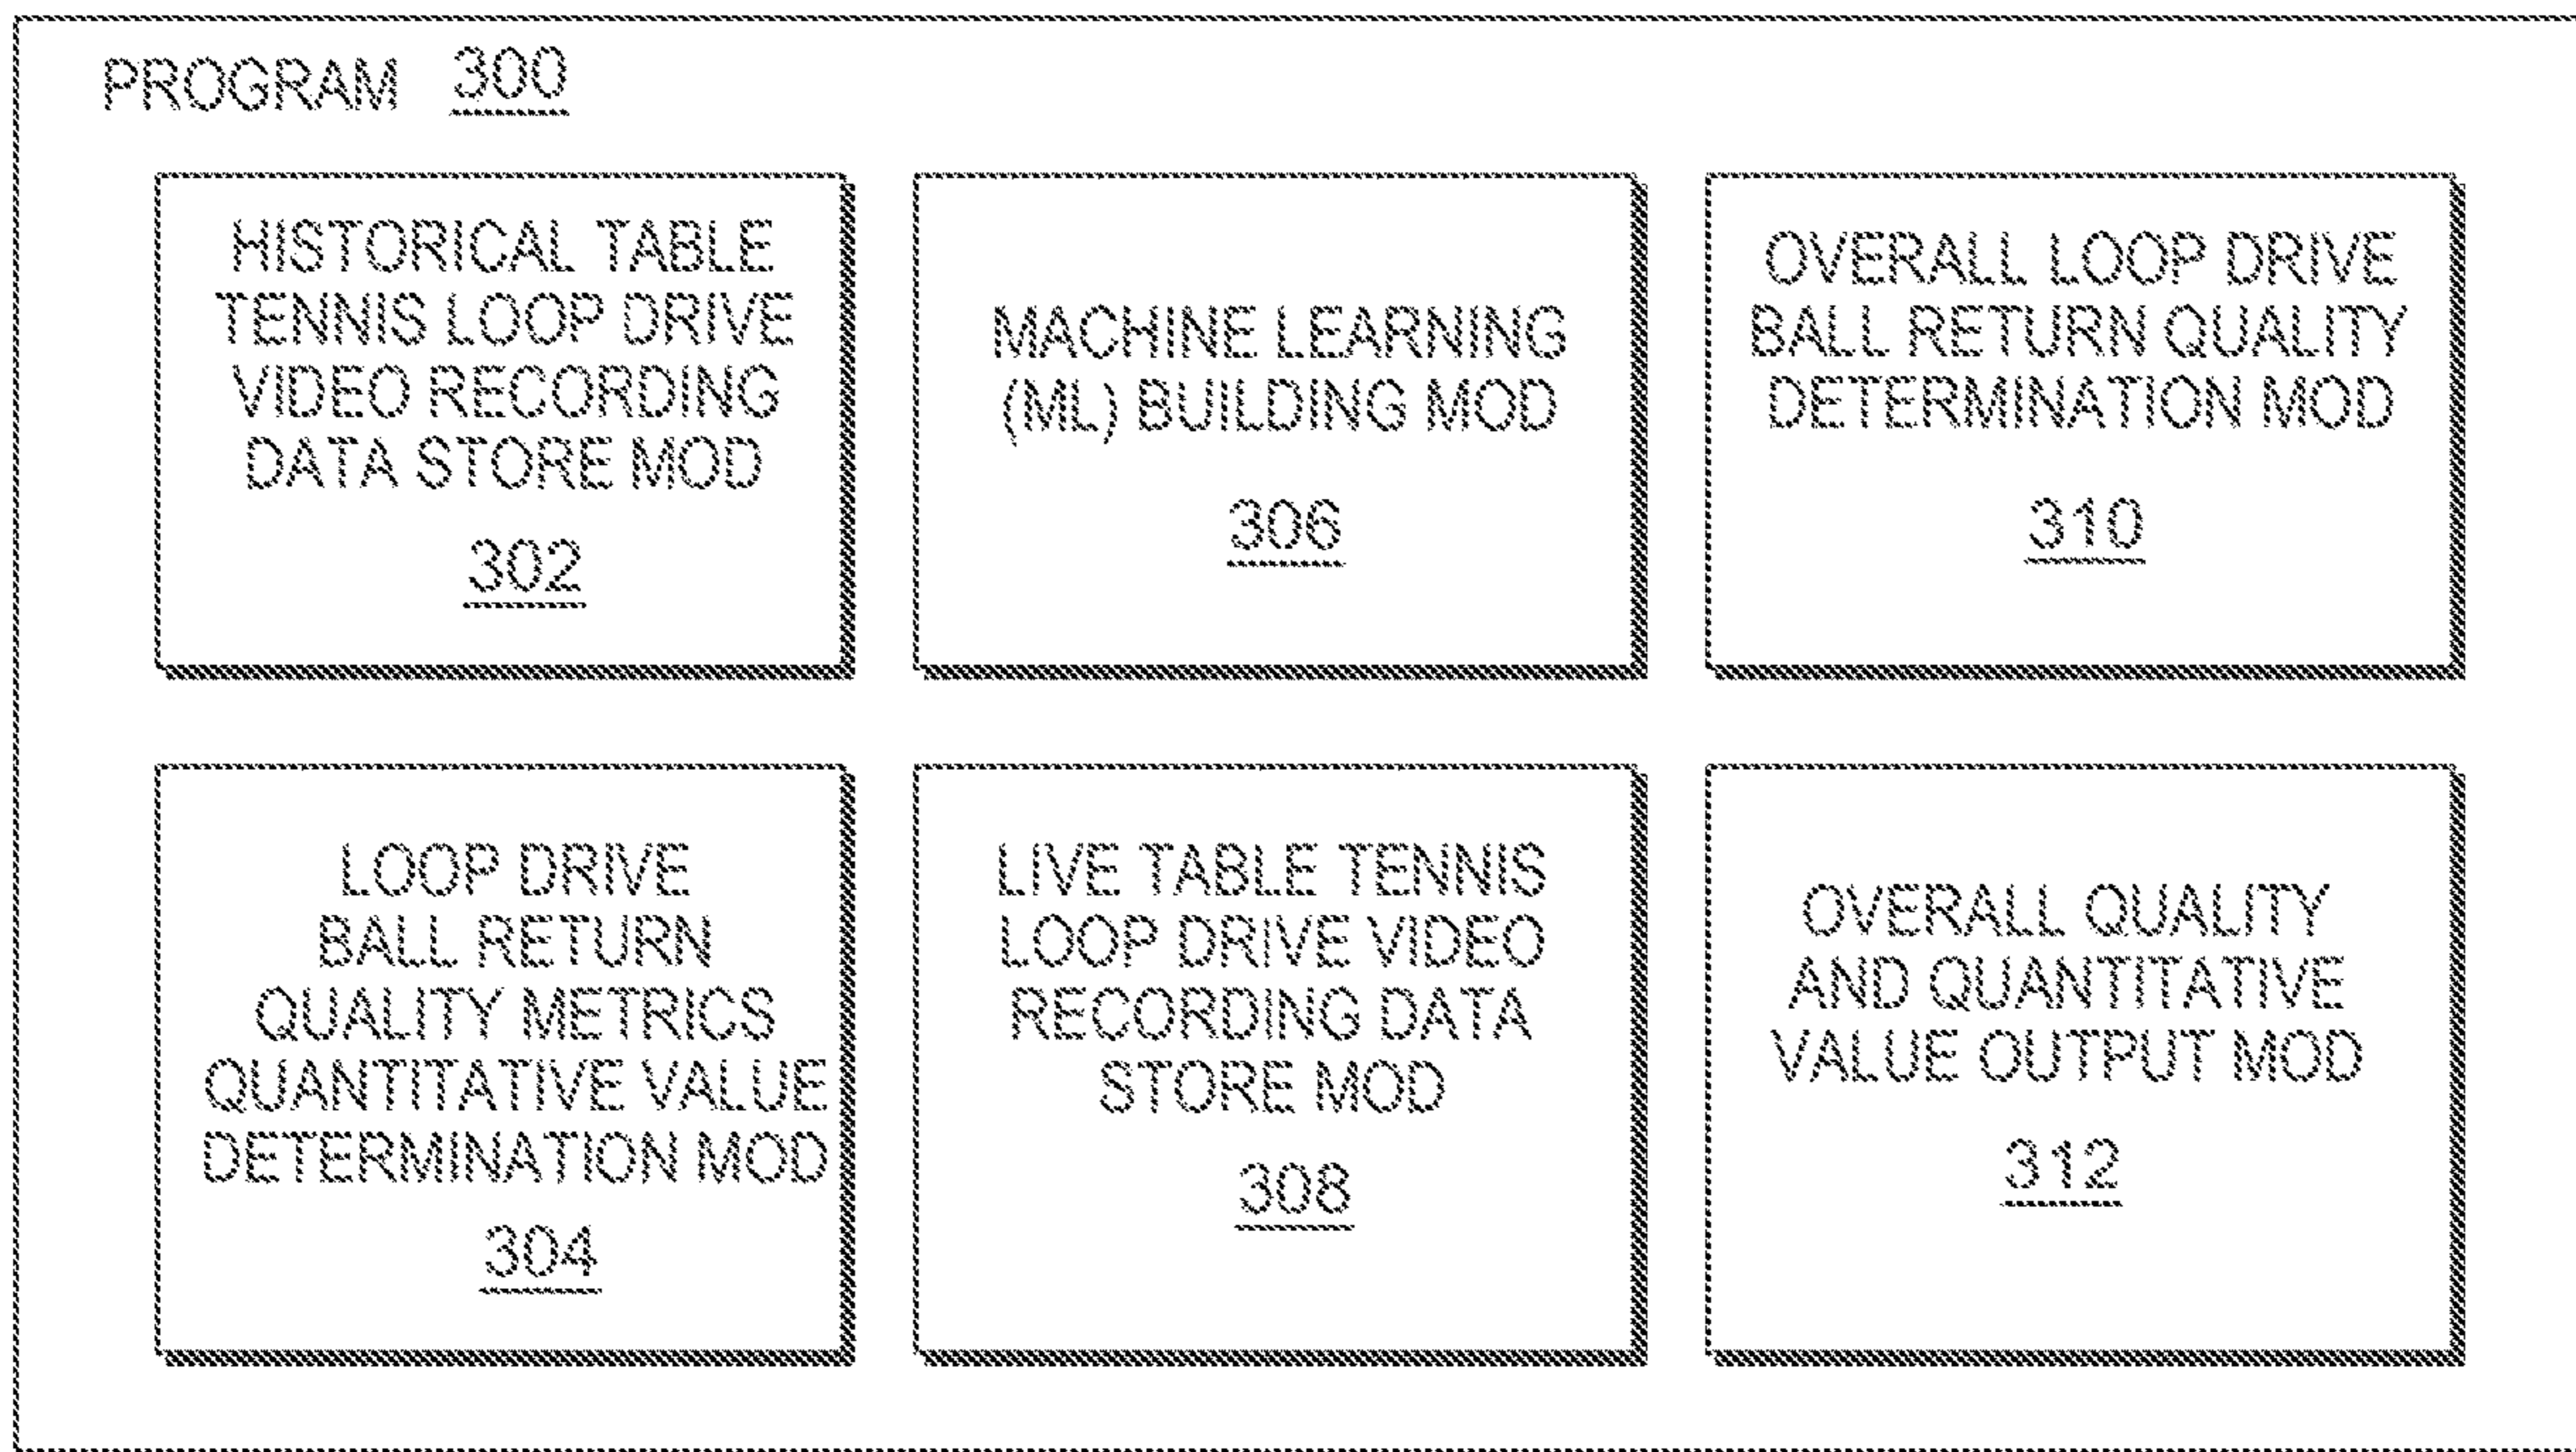 PROGRAM 300
HISTORICAL TABLE
TENNIS LOOP DRIVE
VIDEO RECORDING
DATA STORE MOD
302
MACHINE LEARNING
(ML) BUILDING MOD
306
OVERALL LOOP DRIVE
BALL RETURN QUALITY
DETERMINATION MOD
310
LOOP DRIVE
BALL RETURN
QUALITY METRICS
QUANTITATIVE VALUE
DETERMINATION MOD
304
LIVE TABLE TENNIS
LOOP DRIVE VIDEO
RECORDING DATA
STORE MOD
308
OVERALL QUALITY
AND QUANTITATIVE
VALUE OUTPUT MOD
312